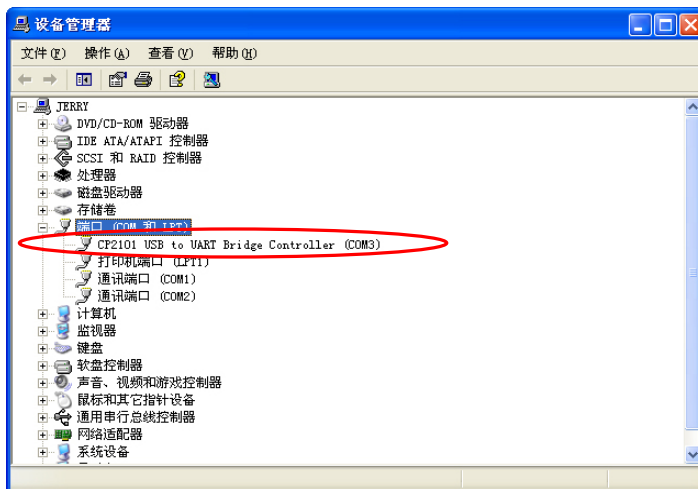 设备管理器
文件(F) 操作(A) 查看(V) 帮助(H)
JERRY
DVD/CD-ROM 驱动器
IDE ATA/ATAPI 控制器
SCSI 和 RAID 控制器
处理器
磁盘驱动器
存储卷
端口 (COM 和 LPT)
CP2101 USB to UART Bridge Controller (COM3)
打印机端口 (LPT1)
通讯端口 (COM1)
通讯端口 (COM2)
计算机
监视器
键盘
软盘控制器
声音、视频和游戏控制器
鼠标和其它指针设备
通用串行总线控制器
网络适配器
系统设备